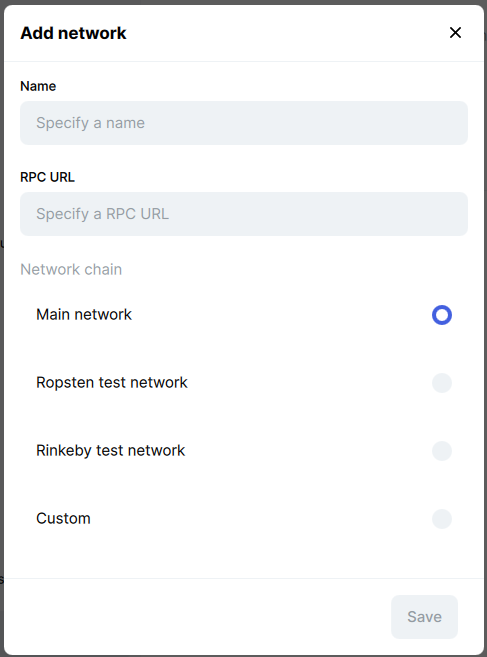 Add network
Name
Specify a name
RPC URL
Specify a RPC URL
Network chain
Main network
Ropsten test network
Rinkeby test network
Custom
Save